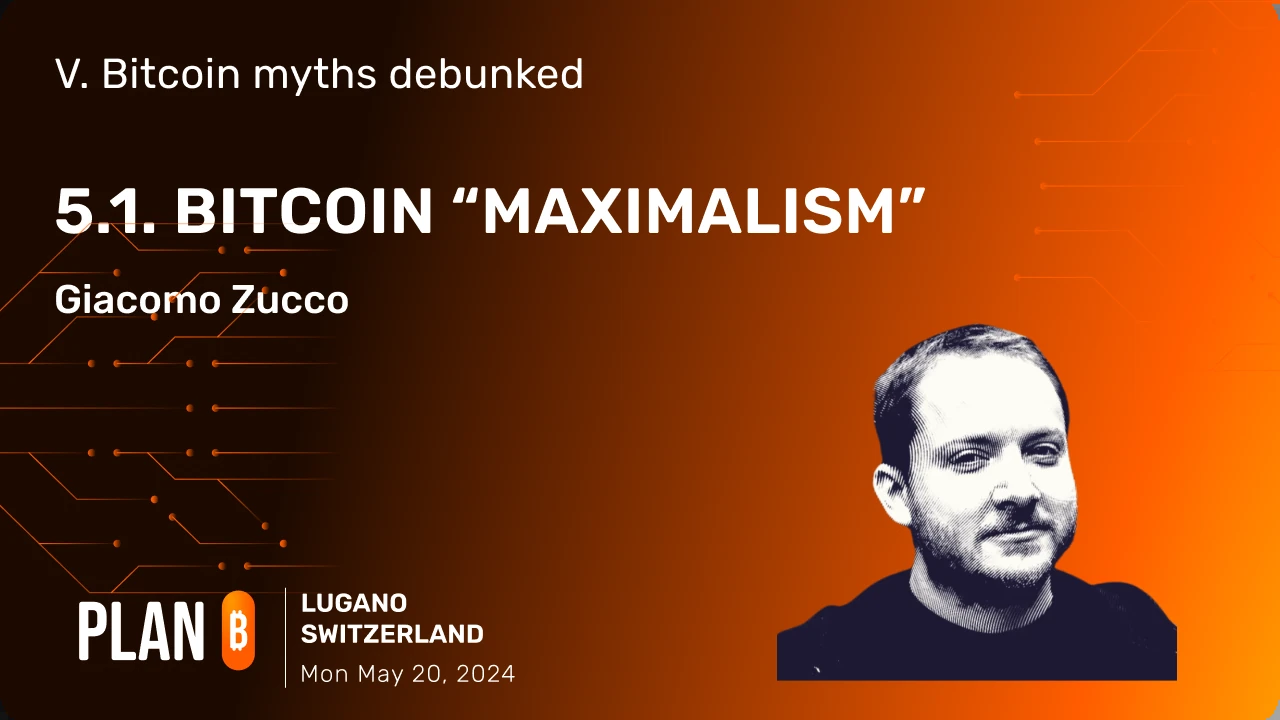 V. Bitcoin myths debunked
5.1. BITCOIN “MAXIMALISM”
Giacomo Zucco
PLAN ₿
LUGANO
SWITZERLAND
Mon May 20, 2024